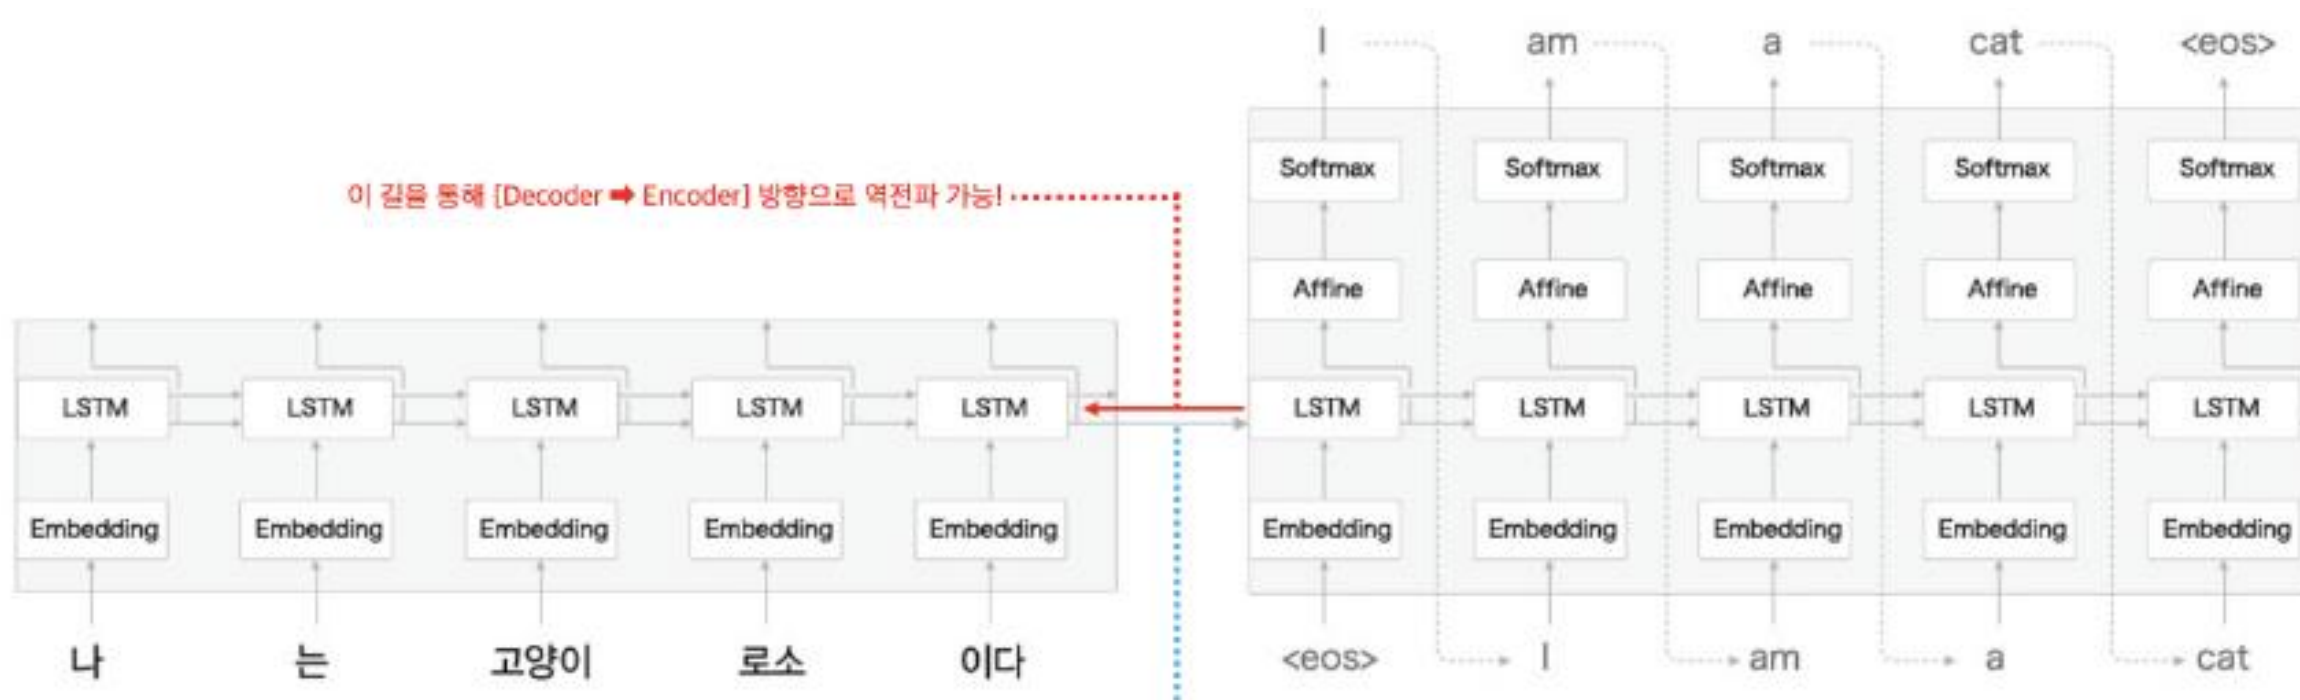 I am a cat <eos>
Softmax Softmax Softmax Softmax Softmax
이 길을 통해 [Decoder ➡ Encoder] 방향으로 역전파 가능!
Affine Affine Affine Affine Affine
LSTM LSTM LSTM LSTM LSTM LSTM LSTM LSTM LSTM LSTM
Embedding Embedding Embedding Embedding Embedding Embedding Embedding Embedding Embedding Embedding
나 는 고양이 로소 이다 <eos> I am a cat